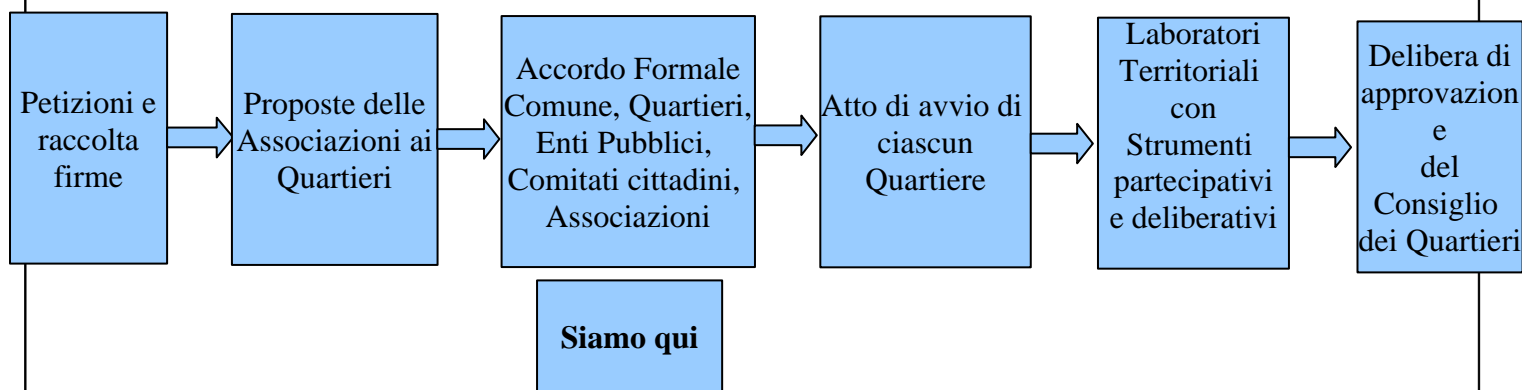 Petizioni e
raccolta
firme
Proposte delle
Associazioni ai
Quartieri
Accordo Formale
Comune, Quartieri,
Enti Pubblici,
Comitati cittadini,
Associazioni
Atto di avvio di
ciascun
Quartiere
Laboratori
Territoriali
con
Strumenti
partecipativi
e deliberativi
Delibera di
approvazion
e
del
Consiglio
dei Quartieri
Siamo qui